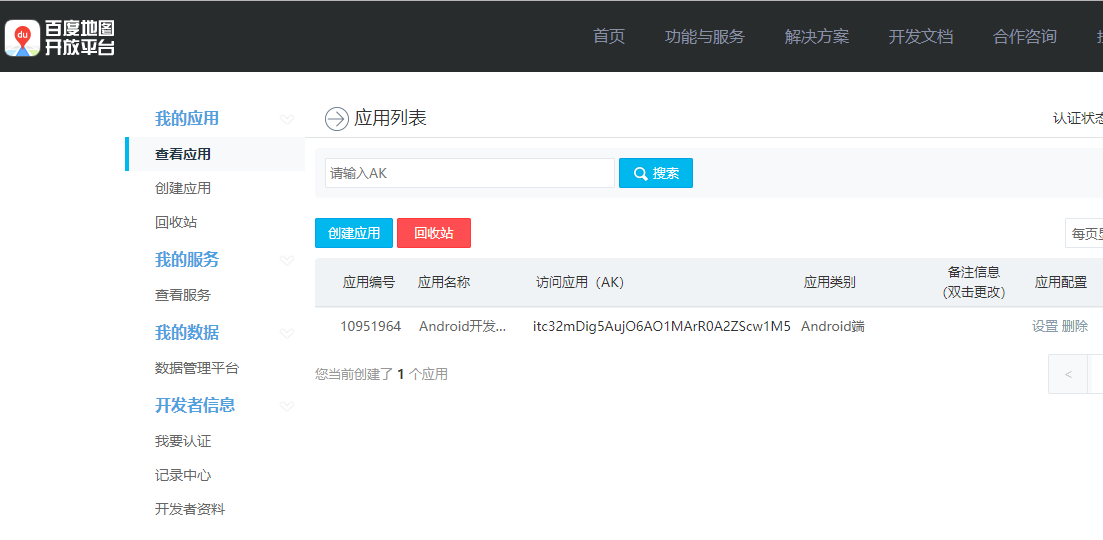 百度地图
开放平台
首页 功能与服务 解决方案 开发文档 合作咨询
我的应用
查看应用
创建应用
回收站
我的服务
查看服务
我的数据
数据管理平台
开发者信息
我要认证
记录中心
开发者资料
应用列表 认证状态
请输入AK 搜索
创建应用 回收站 每页显
应用编号 应用名称 访问应用（AK） 应用类别 备注信息 应用配置
(双击更改)
10951964 Android开发... itc32mDig5AujO6AO1MArR0A2ZScw1M5 Android端 设置 删除
您当前创建了 1 个应用 <